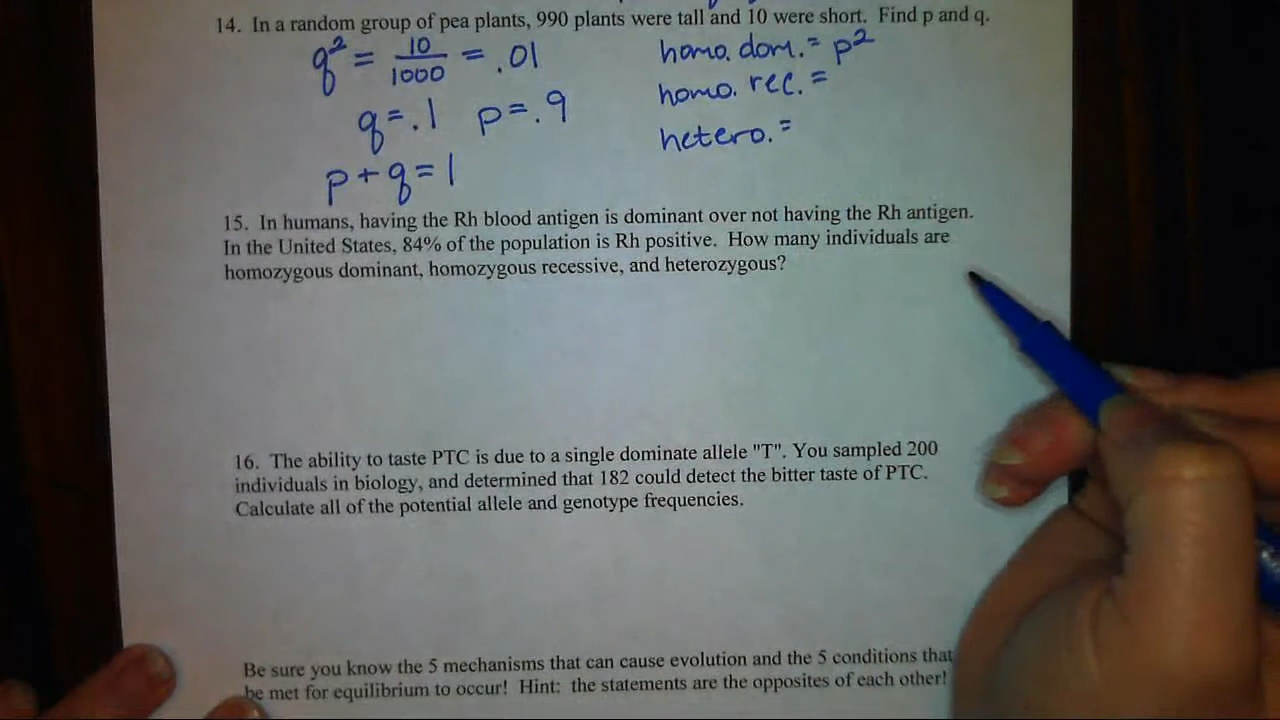 14. In a random group of pea plants, 990 plants were tall and 10 were short. Find p and q.
q² = 10/1000 = .01
homo. dom. = p²
homo. rec. =
q = .1 p = .9
hetero. =
p + q = 1
15. In humans, having the Rh blood antigen is dominant over not having the Rh antigen.
In the United States, 84% of the population is Rh positive. How many individuals are
homozygous dominant, homozygous recessive, and heterozygous?
16. The ability to taste PTC is due to a single dominate allele "T". You sampled 200
individuals in biology, and determined that 182 could detect the bitter taste of PTC.
Calculate all of the potential allele and genotype frequencies.
Be sure you know the 5 mechanisms that can cause evolution and the 5 conditions that
be met for equilibrium to occur! Hint: the statements are the opposites of each other!